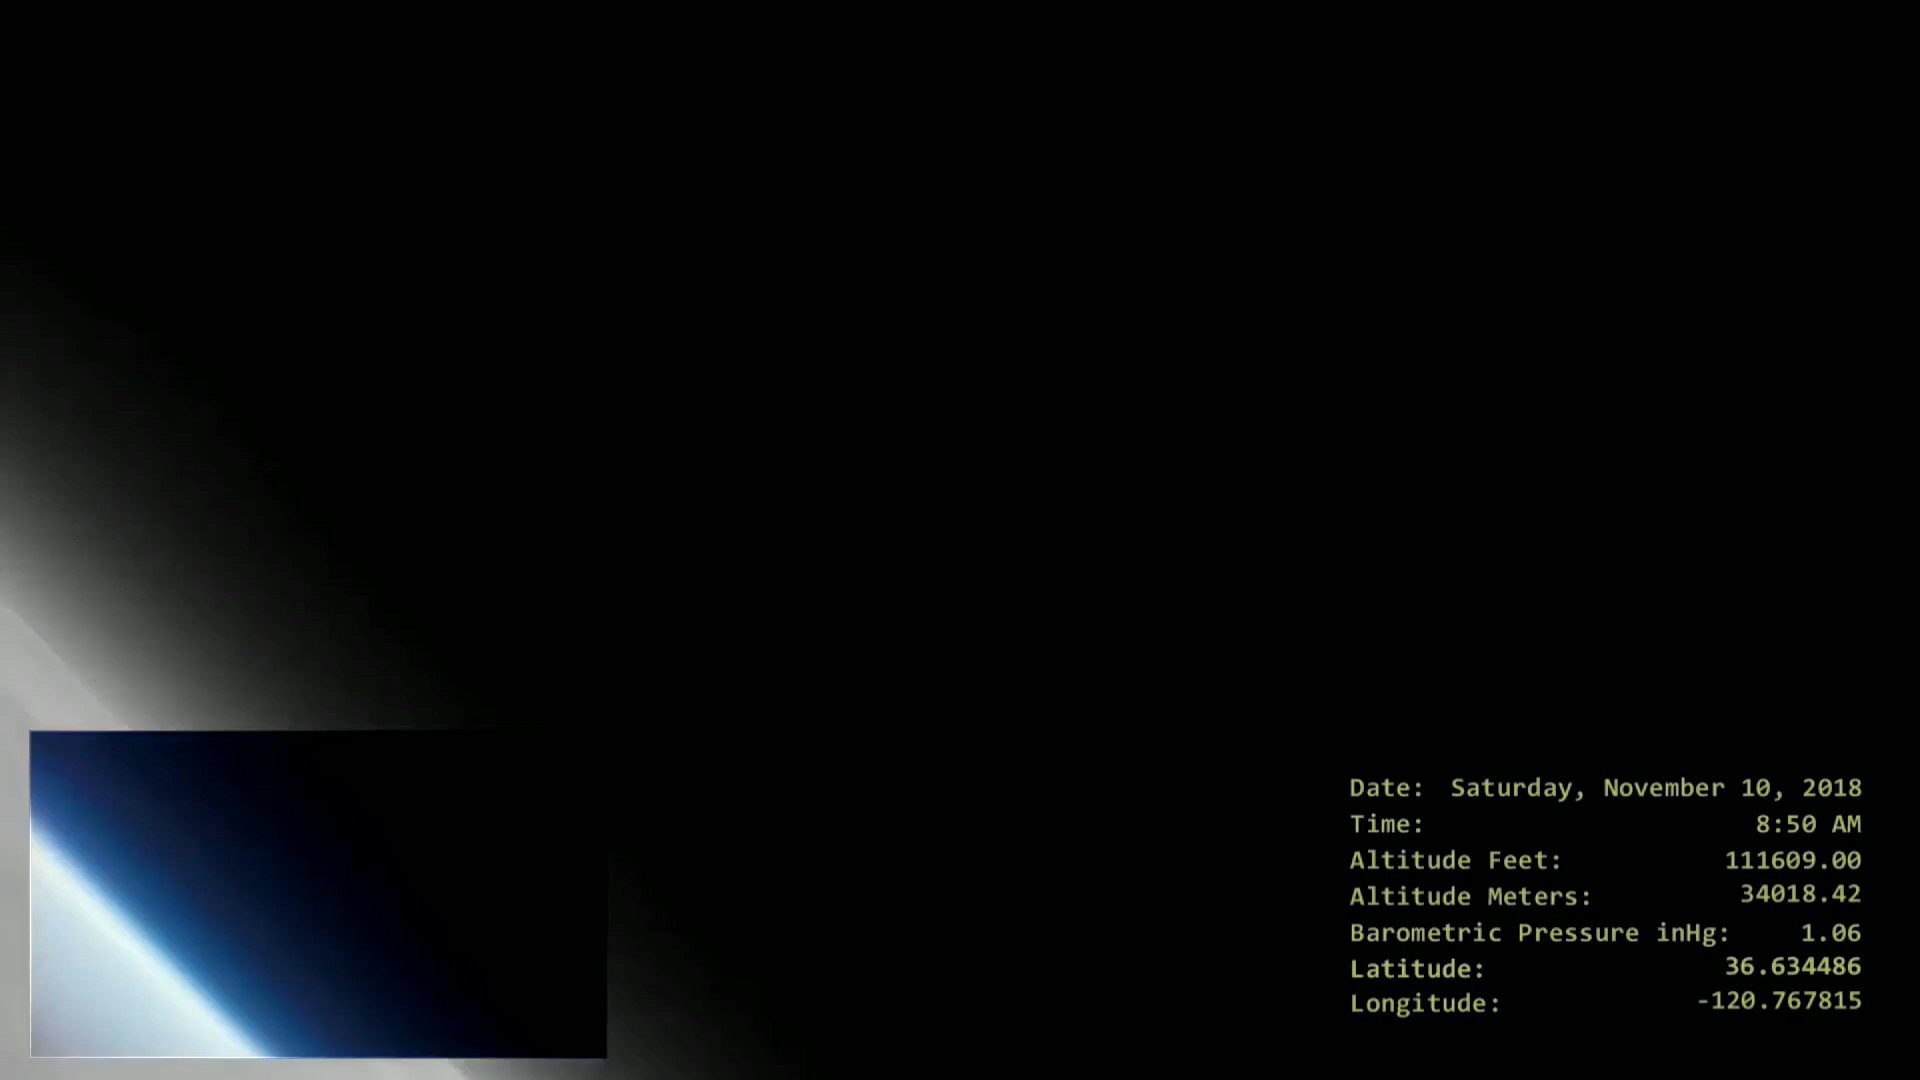 Date: Saturday, November 10, 2018
Time: 8:50 AM
Altitude Feet: 111609.00
Altitude Meters: 34018.42
Barometric Pressure inHg: 1.06
Latitude: 36.634486
Longitude: -120.767815